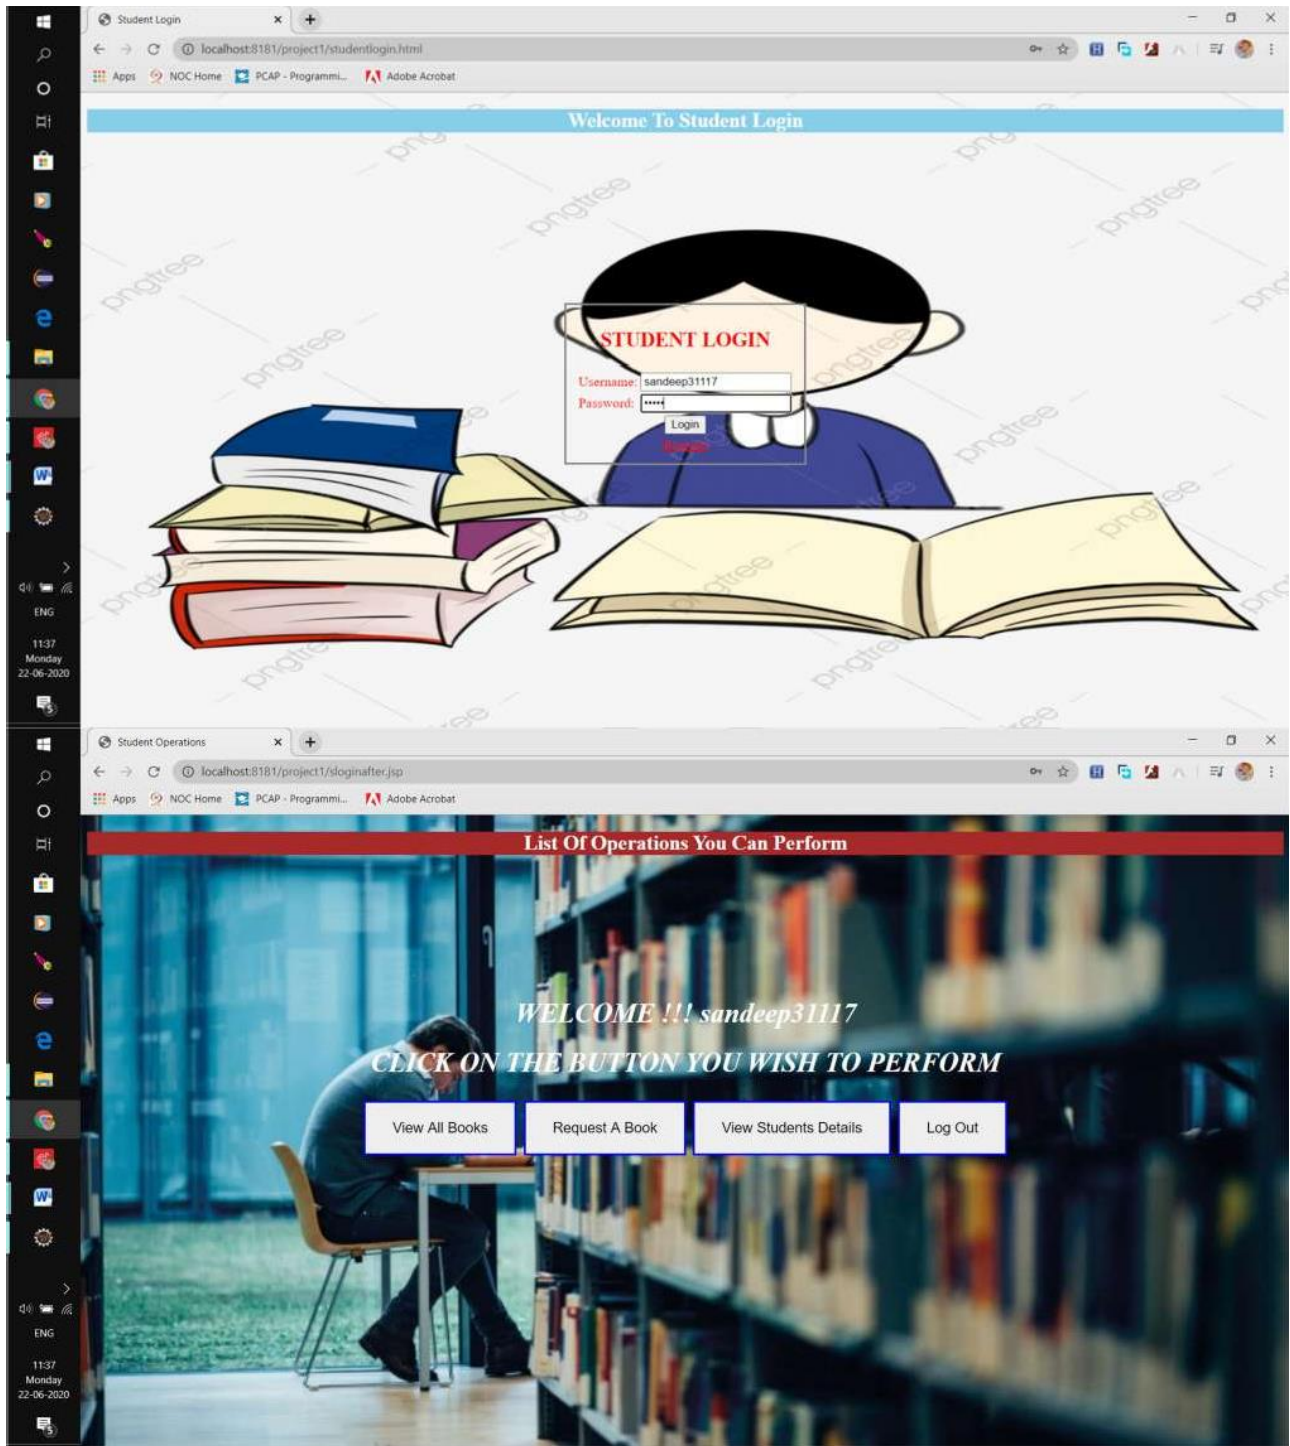 Student Login
localhost:8181/project1/studentlogin.html
Apps NOC Home PCAP - Programmi... Adobe Acrobat
Welcome To Student Login
pngtree
STUDENT LOGIN
Username: sandeep31117
Password: •••••
Login
ENG
11:37
Monday
22-06-2020
5
Student Operations
localhost:8181/project1/sloginafter.jsp
Apps NOC Home PCAP - Programmi... Adobe Acrobat
List Of Operations You Can Perform
WELCOME !!! sandeep31117
CLICK ON THE BUTTON YOU WISH TO PERFORM
View All Books Request A Book View Students Details Log Out
ENG
11:37
Monday
22-06-2020
5